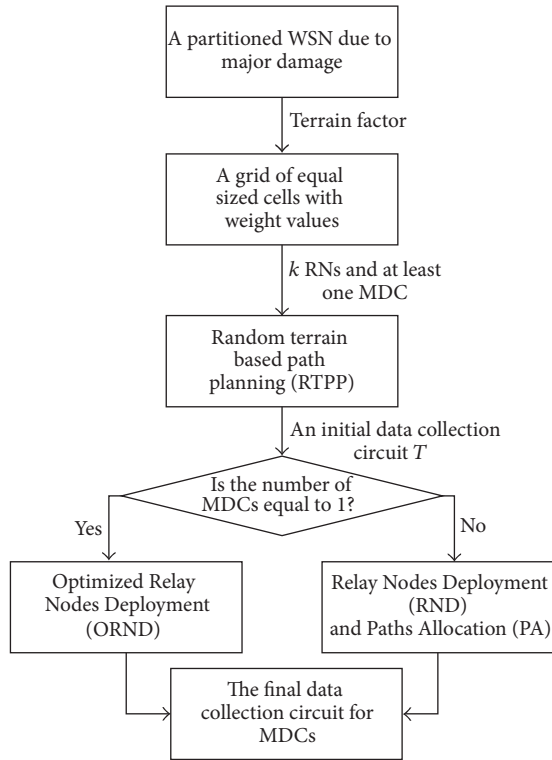 A partitioned WSN due to
major damage
Terrain factor
A grid of equal
sized cells with
weight values
k RNs and at least
one MDC
Random terrain
based path
planning (RTPP)
An initial data collection
circuit T
Is the number of
MDCs equal to 1?
Yes
No
Optimized Relay
Nodes Deployment
(ORND)
Relay Nodes Deployment
(RND)
and Paths Allocation (PA)
The final data
collection circuit for
MDCs